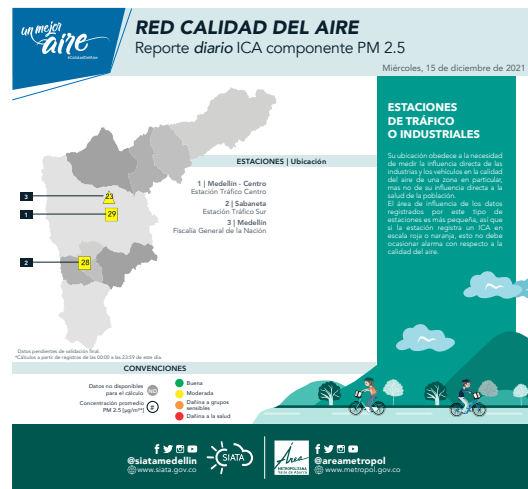 un mejor
aire
#CalidadDelAire
RED CALIDAD DEL AIRE
Reporte diario ICA componente PM 2.5
Miércoles, 15 de diciembre de 2021
ESTACIONES
DE TRÁFICO
O INDUSTRIALES
Su ubicación obedece a la necesidad
de medir la influencia directa de las
industrias y los vehículos en la calidad
del aire de una zona en particular,
mas no de su influencia directa a la
salud de la población.
El área de influencia de los datos
registrados por este tipo de
estaciones es más pequeña, así que
si la estación registra un ICA en
escala roja o naranja, esto no debe
ocasionar alarma con respecto a la
calidad del aire.
ESTACIONES | Ubicación
1 | Medellín - Centro
Estación Tráfico Centro
2 | Sabaneta
Estación Tráfico Sur
3 | Medellín
Fiscalía General de la Nación
3
23
1
29
2
28
Datos pendientes de validación final.
*Cálculos a partir de registros de las 00:00 a las 23:59 de este día.
CONVENCIONES
Datos no disponibles
para el cálculo
ND
Concentración promedio
PM 2.5 [µg/m³*]
#
Buena
Moderada
Dañina a grupos
sensibles
Dañina a la salud
@siatamedellin
www.siata.gov.co
SIATA
Área
METROPOLITANA
Valle de Aburrá
@areametropol
www.metropol.gov.co